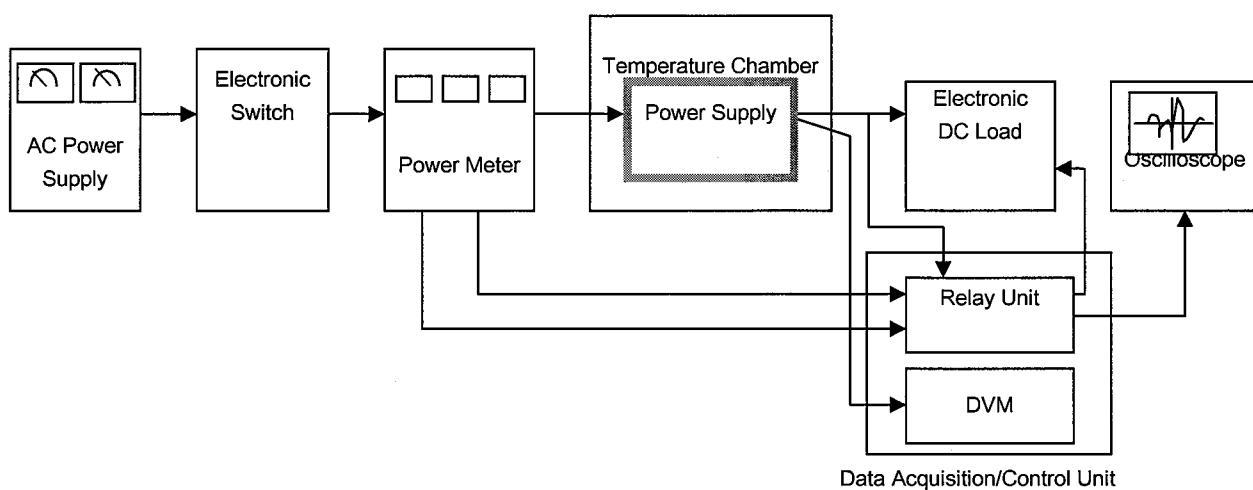 AC Power
Supply
Electronic
Switch
Power Meter
Temperature Chamber
Power Supply
Electronic
DC Load
Oscilloscope
Relay Unit
DVM
Data Acquisition/Control Unit